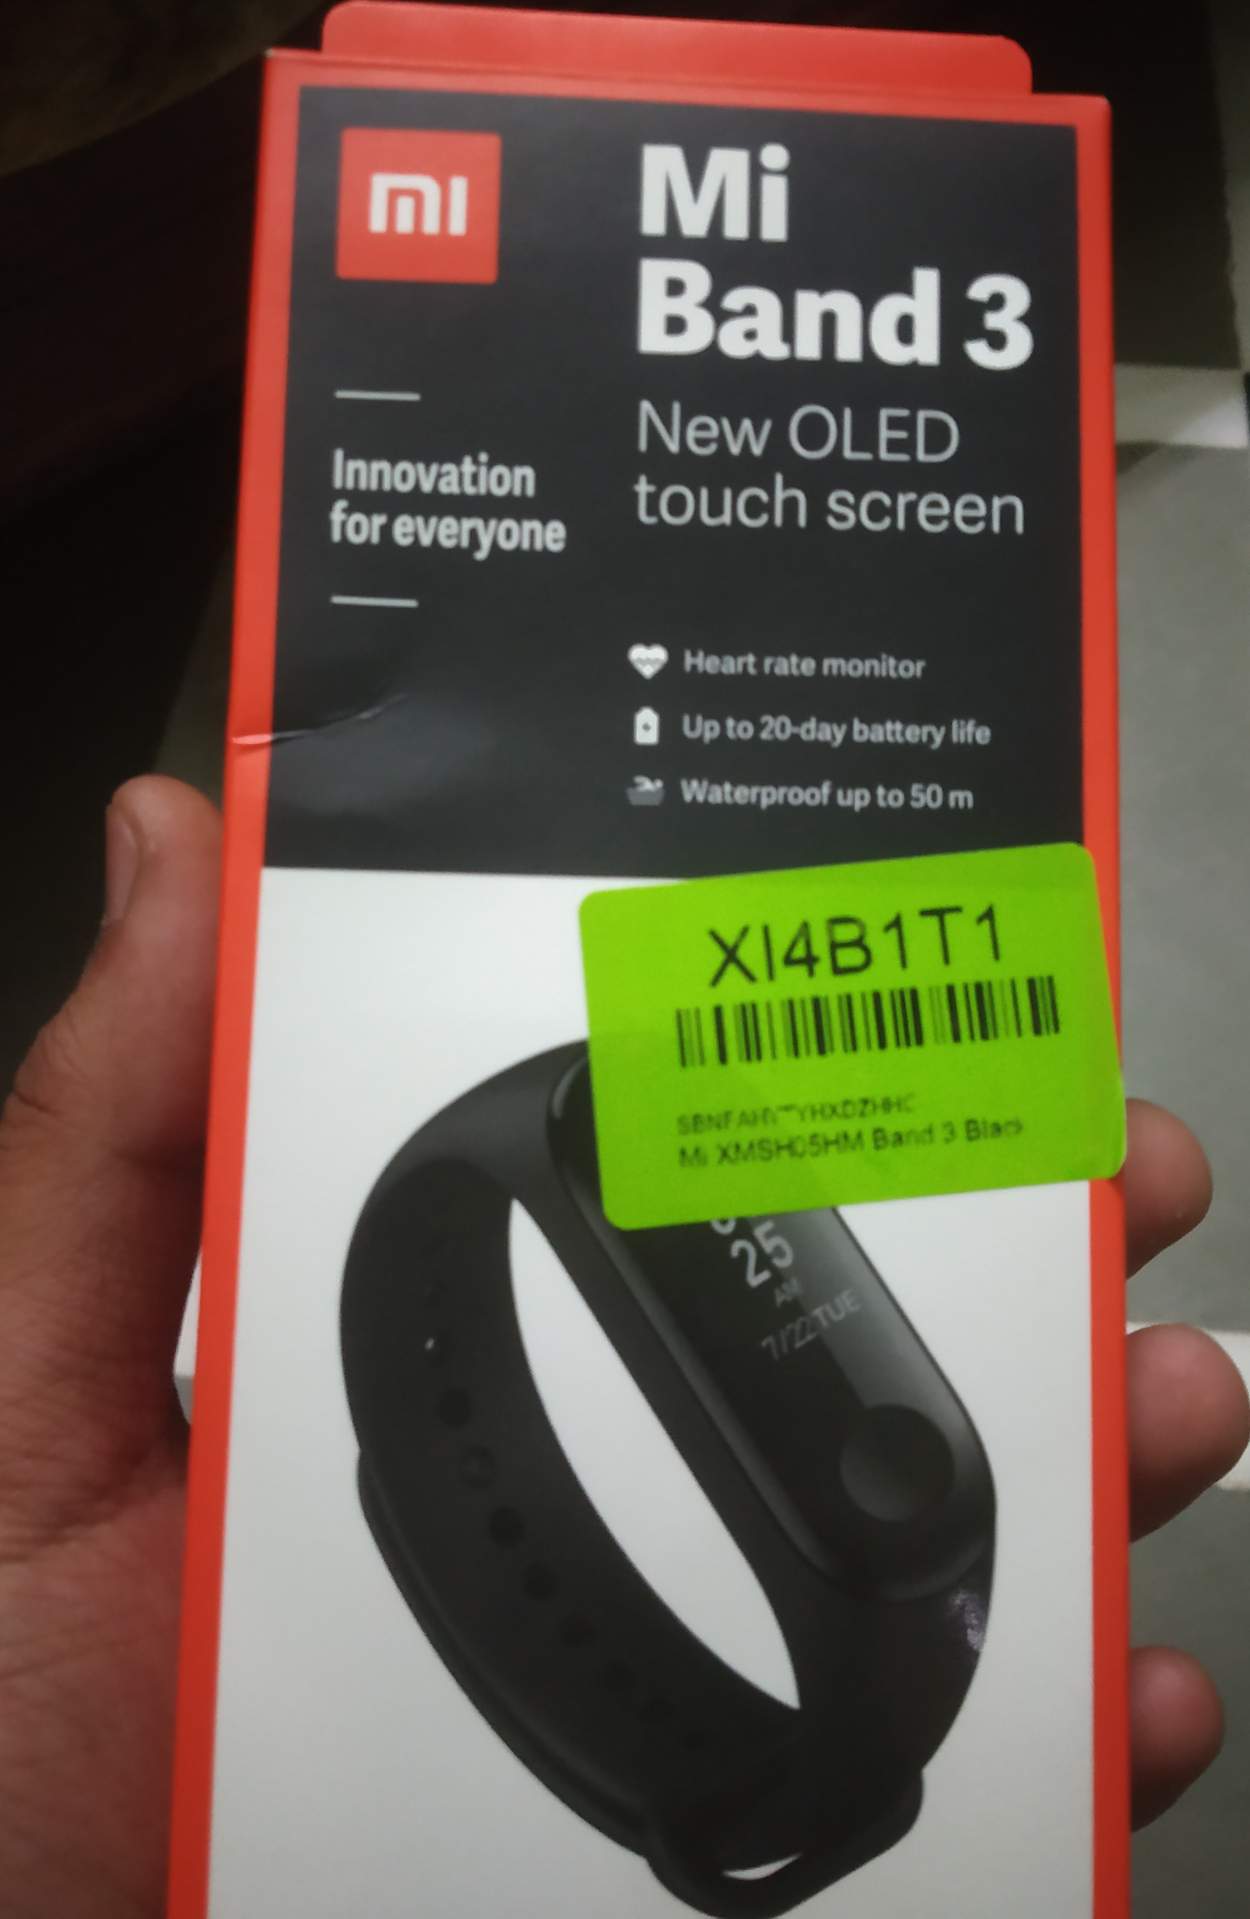 mi
Mi
Band 3
New OLED
touch screen
Innovation
for everyone
Heart rate monitor
Up to 20-day battery life
Waterproof up to 50 m
XI4B1T1
Mi XMSH05HM Band 3 Black
25
AM
7/22 TUE